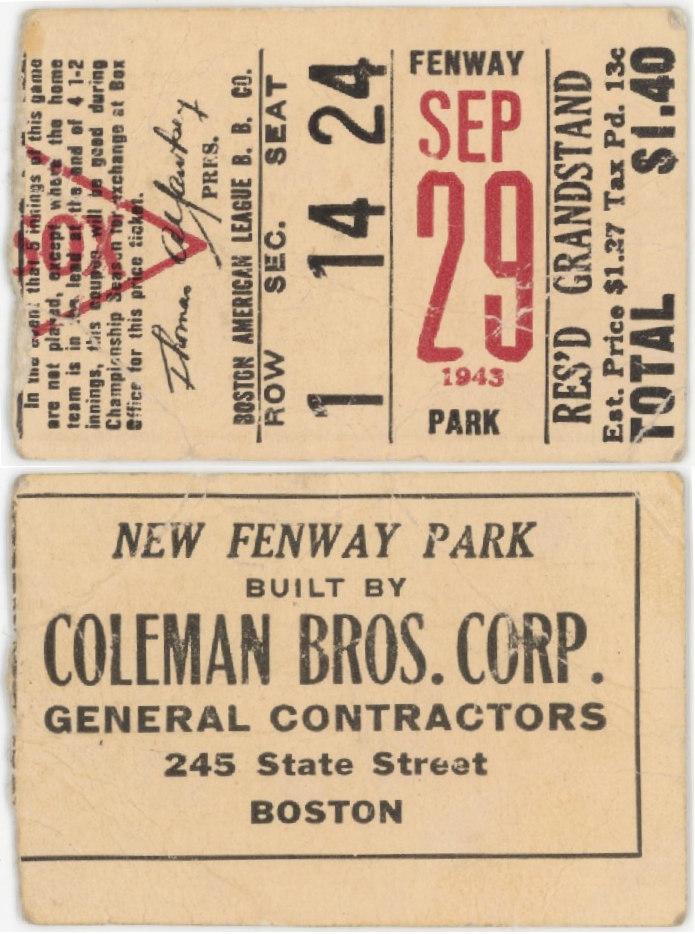 In the event that 5 innings of this game
are not played, except where the home
team is in the lead at the end of 4 1-2
innings, this coupon will be good during
Championship Season for exchange at Box
Office for this price ticket.
Thomas A Yawkey
PRES.
BOSTON AMERICAN LEAGUE B. B. CO.
ROW SEC. SEAT
1 14 24
FENWAY
SEP
29
1943
PARK
RES'D GRANDSTAND
Est. Price $1.27 Tax Pd. 13c
TOTAL $1.40
NEW FENWAY PARK
BUILT BY
COLEMAN BROS. CORP.
GENERAL CONTRACTORS
245 State Street
BOSTON